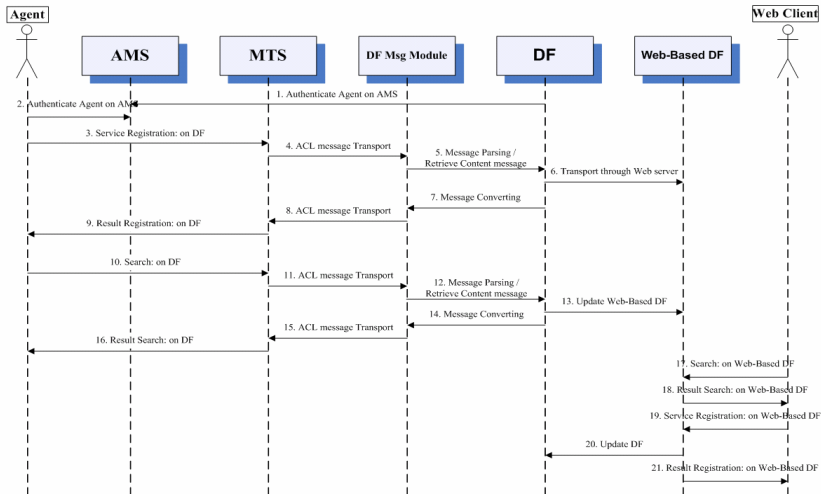 Agent
Web Client
AMS
MTS
DF Msg Module
DF
Web-Based DF
1. Authenticate Agent on AMS
2. Authenticate Agent on AMS
3. Service Registration: on DF
4. ACL message Transport
5. Message Parsing /
Retrieve Content message
6. Transport through Web server
7. Message Converting
8. ACL message Transport
9. Result Registration: on DF
10. Search: on DF
11. ACL message Transport
12. Message Parsing /
Retrieve Content message
13. Update Web-Based DF
14. Message Converting
15. ACL message Transport
16. Result Search: on DF
17. Search: on Web-Based DF
18. Result Search: on Web-Based DF
19. Service Registration: on Web-Based DF
20. Update DF
21. Result Registration: on Web-Based DF